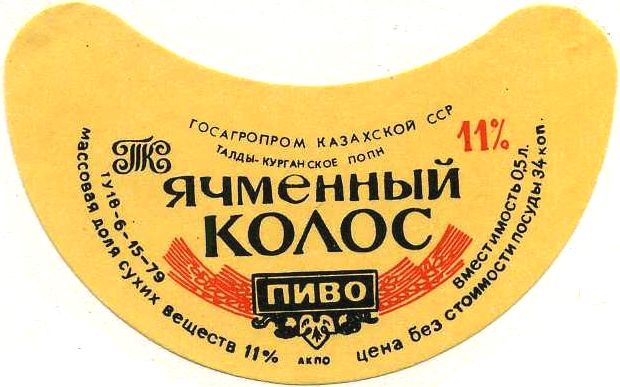 ГОСАГРОПРОМ КАЗАХСКОЙ ССР
ТАЛДЫ-КУРГАНСКОЕ ПОПН
11%
ТК
ЯЧМЕННЫЙ
КОЛОС
ПИВО
ТУ18-6-15-79
массовая доля сухих веществ 11%
АКПО
вместимость 0,5 л.
цена без стоимости посуды 34 коп.